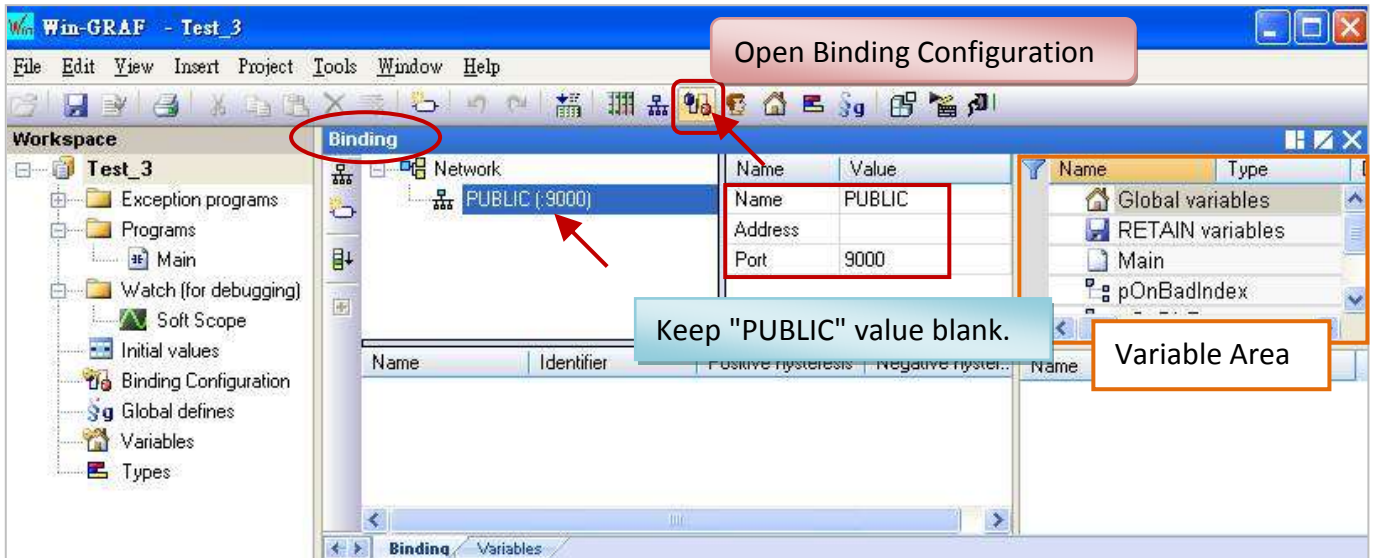 Win-GRAF - Test_3
Open Binding Configuration
File Edit View Insert Project Tools Window Help
Workspace
Binding
Test_3
Exception programs
Programs
Main
Watch (for debugging)
Soft Scope
Initial values
Binding Configuration
Global defines
Variables
Types
Network
PUBLIC (:9000)
Name Value
Name PUBLIC
Address
Port 9000
Keep "PUBLIC" value blank.
Name Type
Global variables
RETAIN variables
Main
pOnBadIndex
Variable Area
Name Identifier Positive hysteresis Negative hyster..
Name
Binding Variables